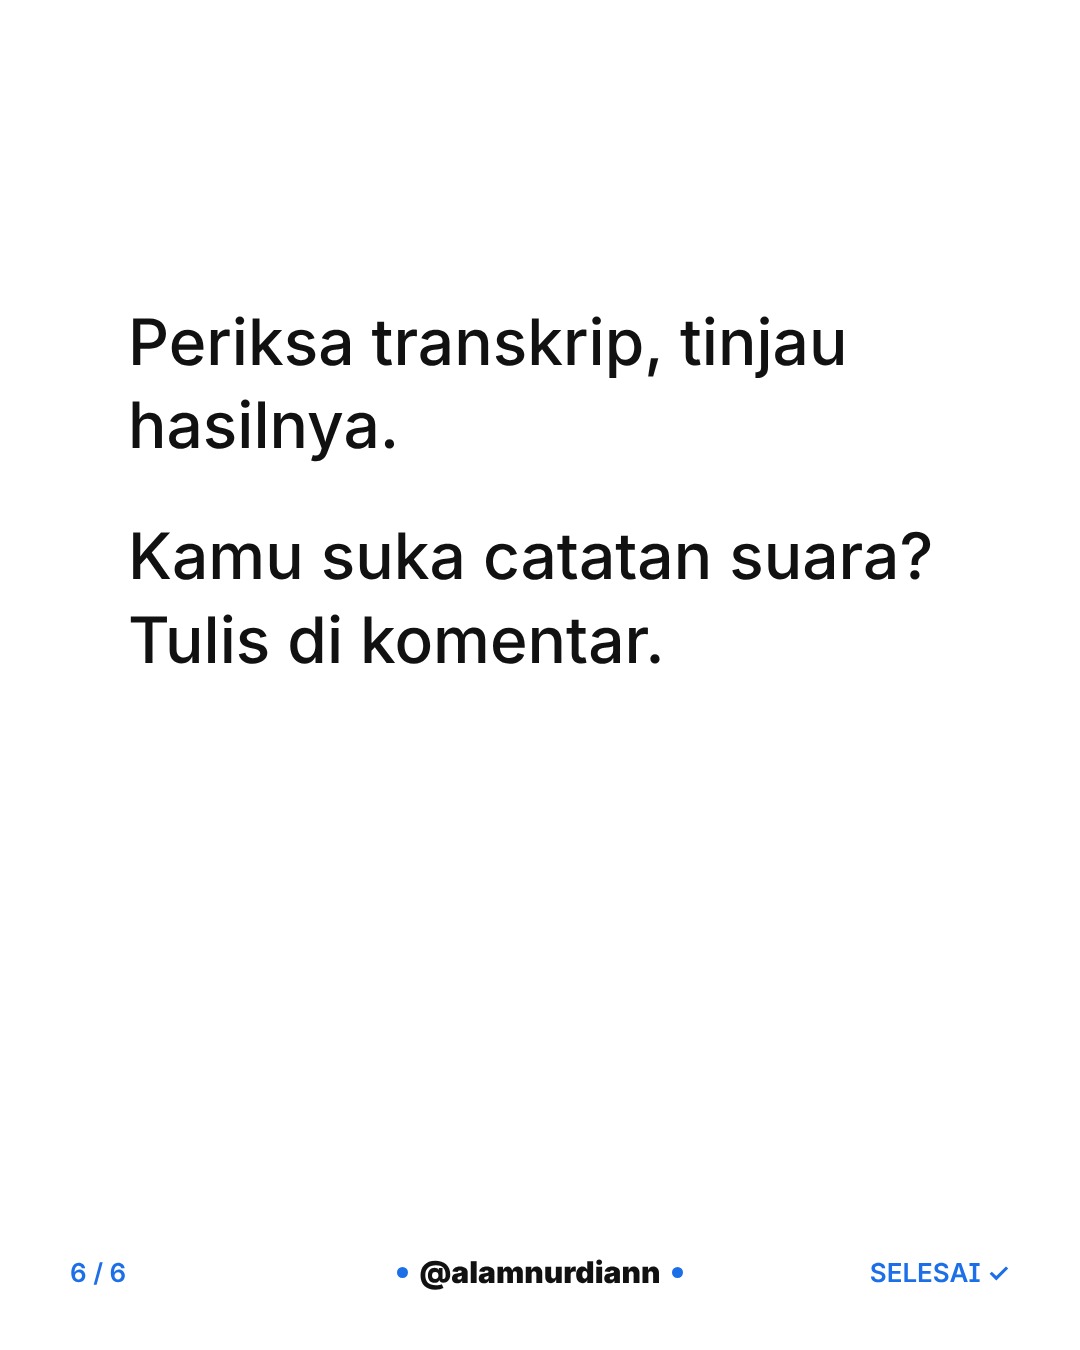 Periksa transkrip, tinjau
hasilnya.
Kamu suka catatan suara?
Tulis di komentar.
6 / 6
• @alamnurdiann •
SELESAI ✓